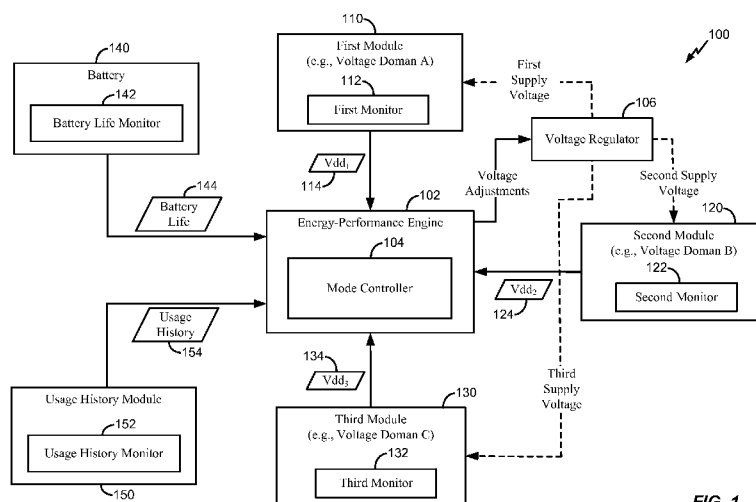 100
110
First Module
(e.g., Voltage Doman A)
112
First Monitor
140
Battery
142
Battery Life Monitor
First
Supply
Voltage
106
Voltage Regulator
Vdd1
114
Voltage
Adjustments
Second Supply
Voltage
144
Battery
Life
102
Energy-Performance Engine
104
Mode Controller
120
Second Module
(e.g., Voltage Doman B)
122
Second Monitor
Vdd2
124
Usage
History
154
134
Vdd3
Third
Supply
Voltage
Usage History Module
152
Usage History Monitor
150
130
Third Module
(e.g., Voltage Doman C)
132
Third Monitor
FIG. 1